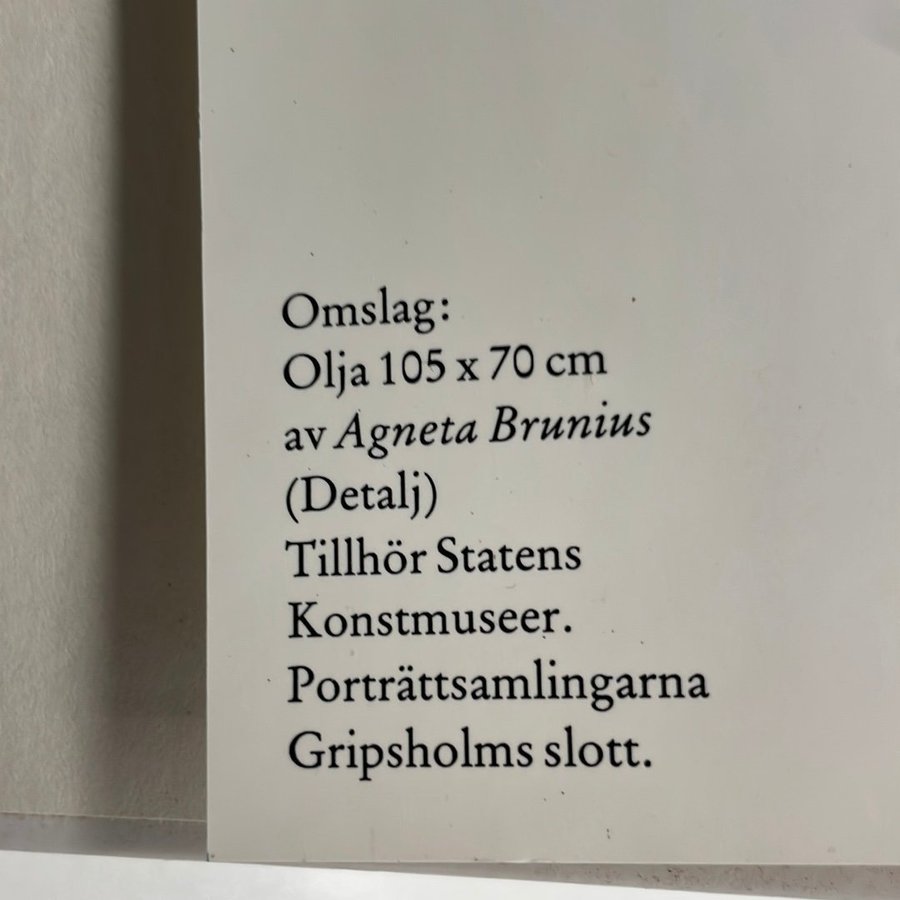 Omslag:
Olja 105 x 70 cm
av Agneta Brunius
(Detalj)
Tillhör Statens
Konstmuseer.
Porträttsamlingarna
Gripsholms slott.